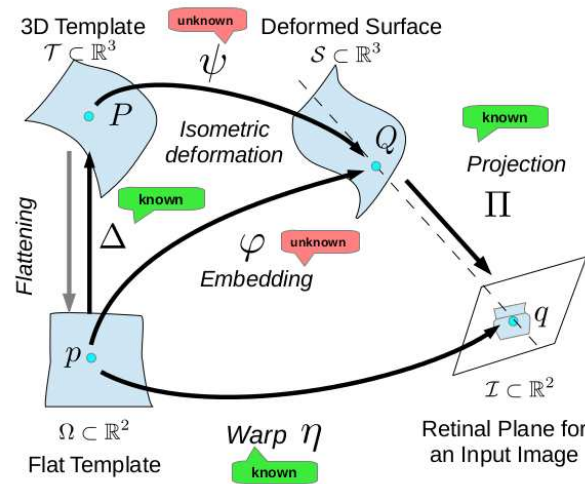 3D Template
𝒯 ⊂ ℝ³
unknown
ψ
Deformed Surface
𝒮 ⊂ ℝ³
P
Isometric
deformation
Q
known
Projection
Π
Flattening
known
Δ
φ
unknown
Embedding
p
q
Ω ⊂ ℝ²
Flat Template
Warp η
known
ℐ ⊂ ℝ²
Retinal Plane for
an Input Image